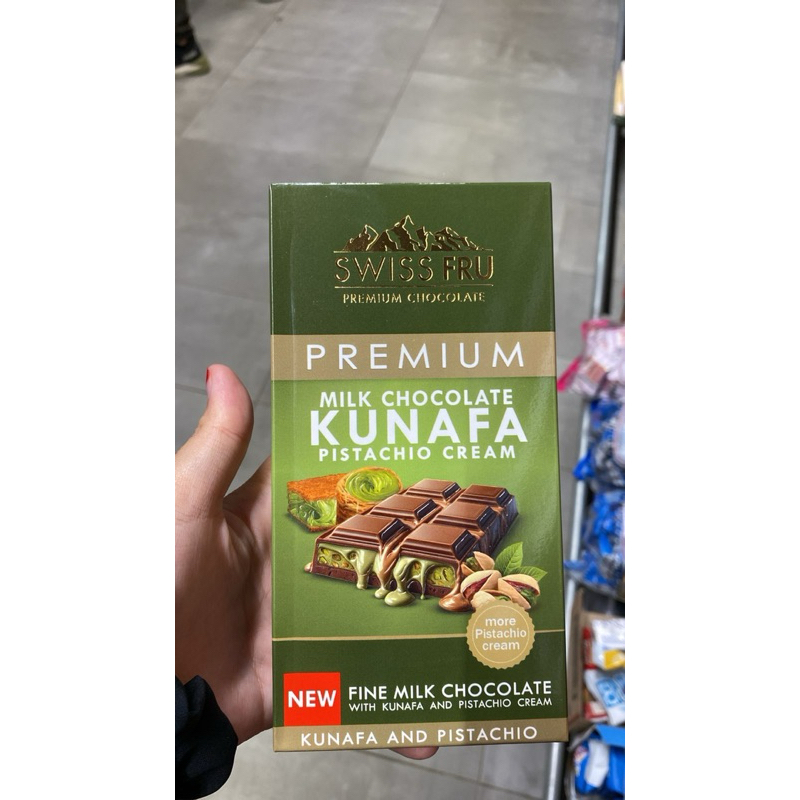 SWISS FRU
PREMIUM CHOCOLATE
PREMIUM
MILK CHOCOLATE
KUNAFA
PISTACHIO CREAM
more
Pistachio
cream
NEW
FINE MILK CHOCOLATE
WITH KUNAFA AND PISTACHIO CREAM
KUNAFA AND PISTACHIO